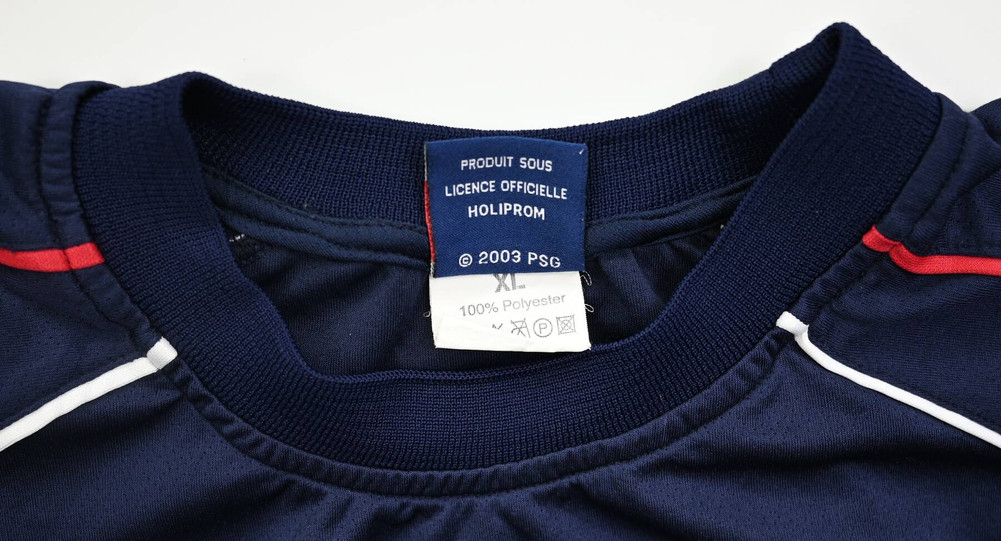 PRODUIT SOUS
LICENCE OFFICIELLE
HOLIPROM
© 2003 PSG
XL
100% Polyester
P